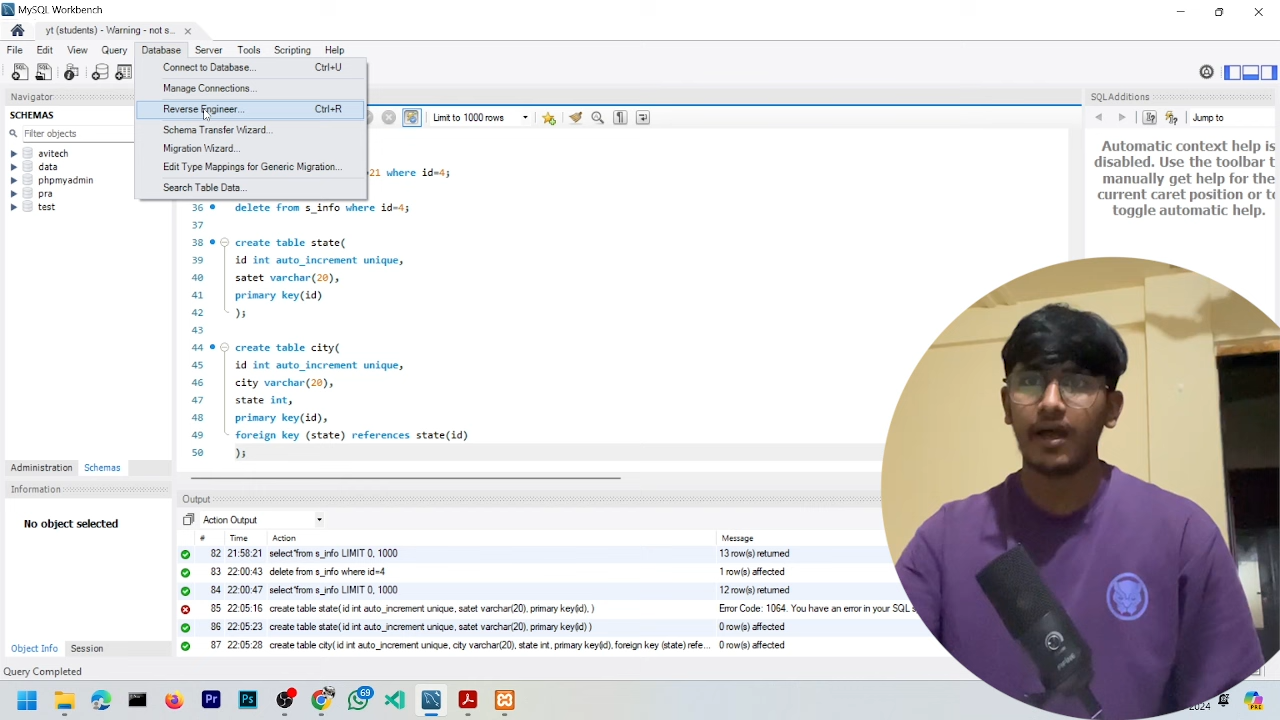 MySQL Workbench
yt (students) - Warning - not s...
File Edit View Query Database Server Tools Scripting Help
Connect to Database... Ctrl+U
Manage Connections...
Reverse Engineer... Ctrl+R
Schema Transfer Wizard...
Migration Wizard...
Edit Type Mappings for Generic Migration...
Search Table Data...
Navigator
SCHEMAS
Filter objects
avitech
data
phpmyadmin
pra
test
Administration Schemas
Information
No object selected
Object Info Session
Query Completed
Limit to 1000 rows
21 where id=4;
36 delete from s_info where id=4;
37
38 create table state(
39 id int auto_increment unique,
40 satet varchar(20),
41 primary key(id)
42 );
43
44 create table city(
45 id int auto_increment unique,
46 city varchar(20),
47 state int,
48 primary key(id),
49 foreign key (state) references state(id)
50 );
Output
Action Output
# Time Action Message
82 21:58:21 select*from s_info LIMIT 0, 1000 13 row(s) returned
83 22:00:43 delete from s_info where id=4 1 row(s) affected
84 22:00:47 select*from s_info LIMIT 0, 1000 12 row(s) returned
85 22:05:16 create table state( id int auto_increment unique, satet varchar(20), primary key(id), ) Error Code: 1064. You have an error in your SQL s
86 22:05:23 create table state( id int auto_increment unique, satet varchar(20), primary key(id) ) 0 row(s) affected
87 22:05:28 create table city( id int auto_increment unique, city varchar(20), state int, primary key(id), foreign key (state) refe... 0 row(s) affected
SQLAdditions
Jump to
Automatic context help is
disabled. Use the toolbar t
manually get help for the
current caret position or to
toggle automatic help.
Pr
Ps
69
2024
PRE